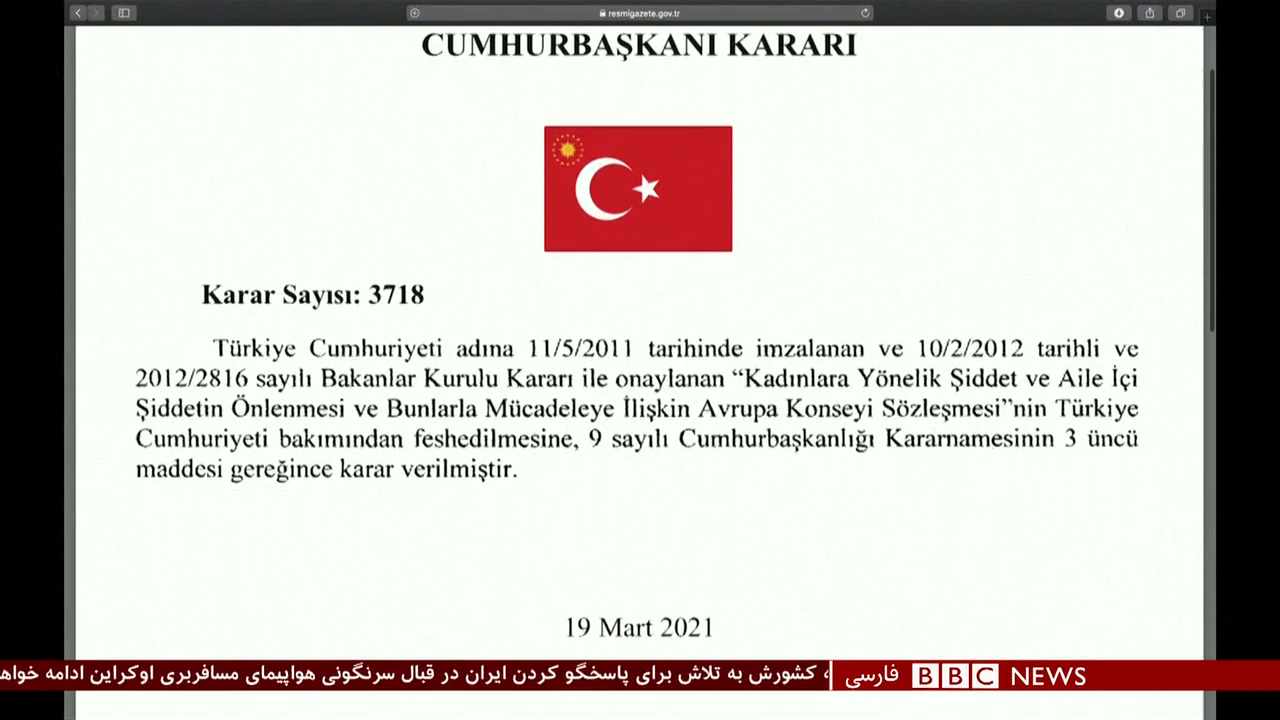 resmigazete.gov.tr
CUMHURBAŞKANI KARARI
Karar Sayısı: 3718
Türkiye Cumhuriyeti adına 11/5/2011 tarihinde imzalanan ve 10/2/2012 tarihli ve
2012/2816 sayılı Bakanlar Kurulu Kararı ile onaylanan “Kadınlara Yönelik Şiddet ve Aile İçi
Şiddetin Önlenmesi ve Bunlarla Mücadeleye İlişkin Avrupa Konseyi Sözleşmesi”nin Türkiye
Cumhuriyeti bakımından feshedilmesine, 9 sayılı Cumhurbaşkanlığı Kararnamesinin 3 üncü
maddesi gereğince karar verilmiştir.
19 Mart 2021
، کشورش به تلاش برای پاسخگو کردن ایران در قبال سرنگونی هواپیمای مسافربری اوکراین ادامه خواه
BBC NEWS فارسی